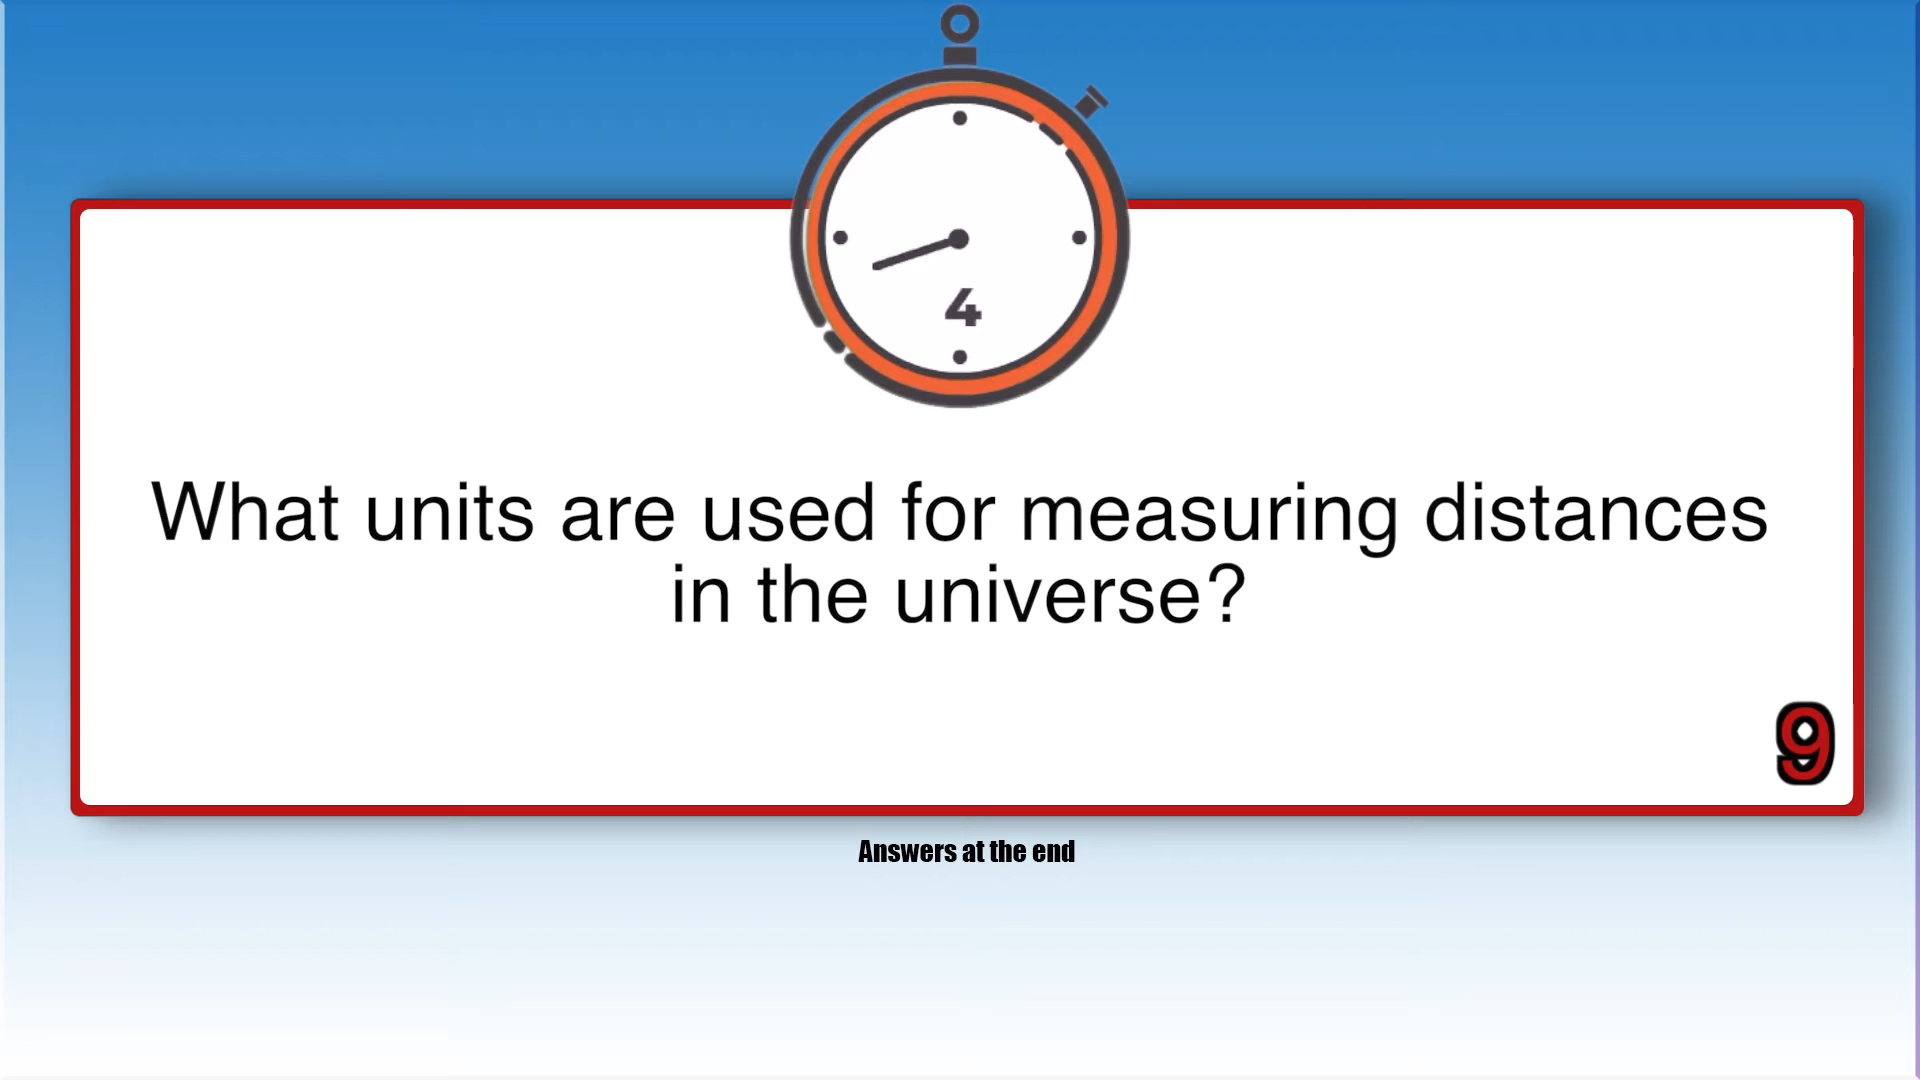 4
What units are used for measuring distances
in the universe?
9
Answers at the end